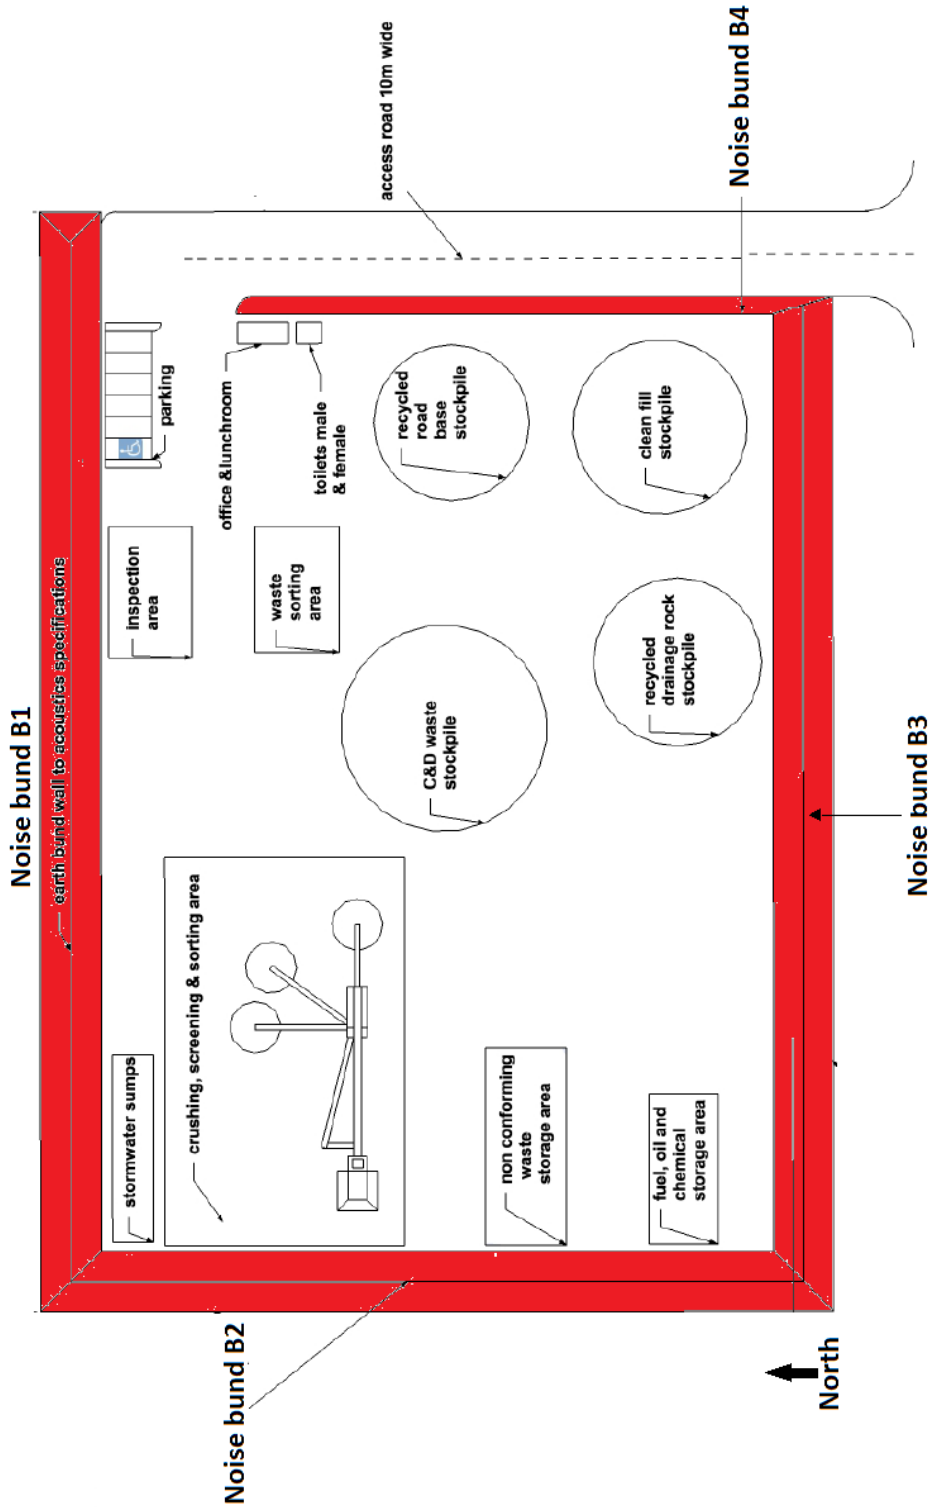 Noise bund B1
earth bund wall to acoustics specifications
stormwater sumps
crushing, screening & sorting area
inspection
area
parking
office &lunchroom
toilets male
& female
waste
sorting
area
access road 10m wide
Noise bund B2
C&D waste
stockpile
recycled
road
base
stockpile
non conforming
waste
storage area
fuel, oil and
chemical
storage area
recycled
drainage rock
stockpile
clean fill
stockpile
Noise bund B4
North
Noise bund B3